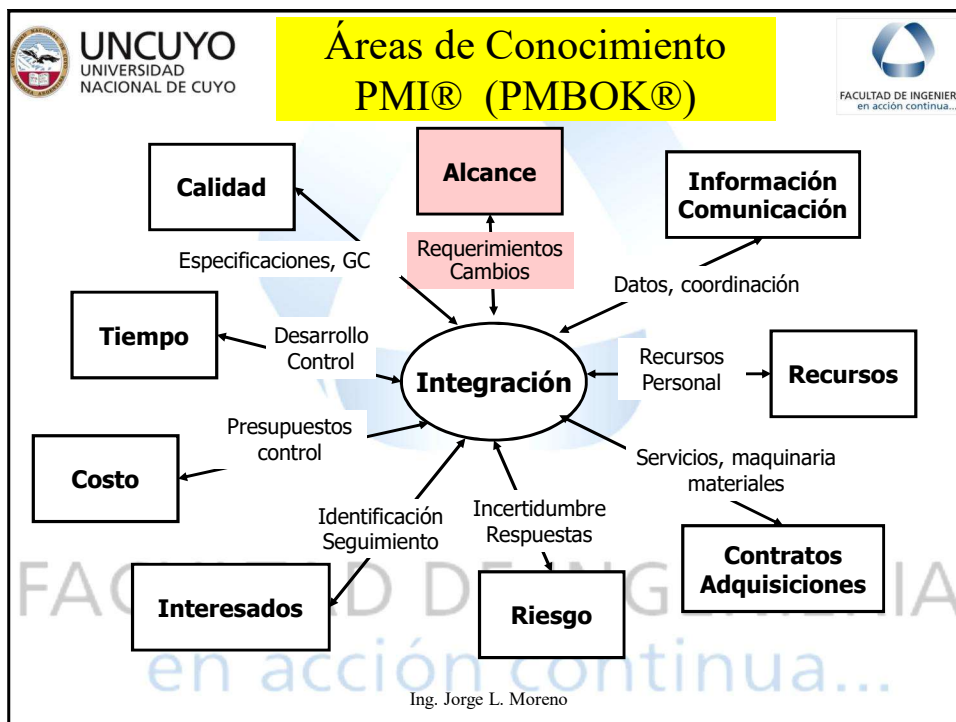 UNCUYO
UNIVERSIDAD
NACIONAL DE CUYO
Áreas de Conocimiento
PMI® (PMBOK®)
FACULTAD DE INGENIER
en acción continua...
Calidad
Alcance
Información
Comunicación
Especificaciones, GC
Requerimientos
Cambios
Datos, coordinación
Tiempo
Desarrollo
Control
Integración
Recursos
Personal
Recursos
Costo
Presupuestos
control
Servicios, maquinaria
materiales
Identificación
Seguimiento
Incertidumbre
Respuestas
Contratos
Adquisiciones
Interesados
Riesgo
FACULTAD DE INGENIERIA
en acción continua...
Ing. Jorge L. Moreno